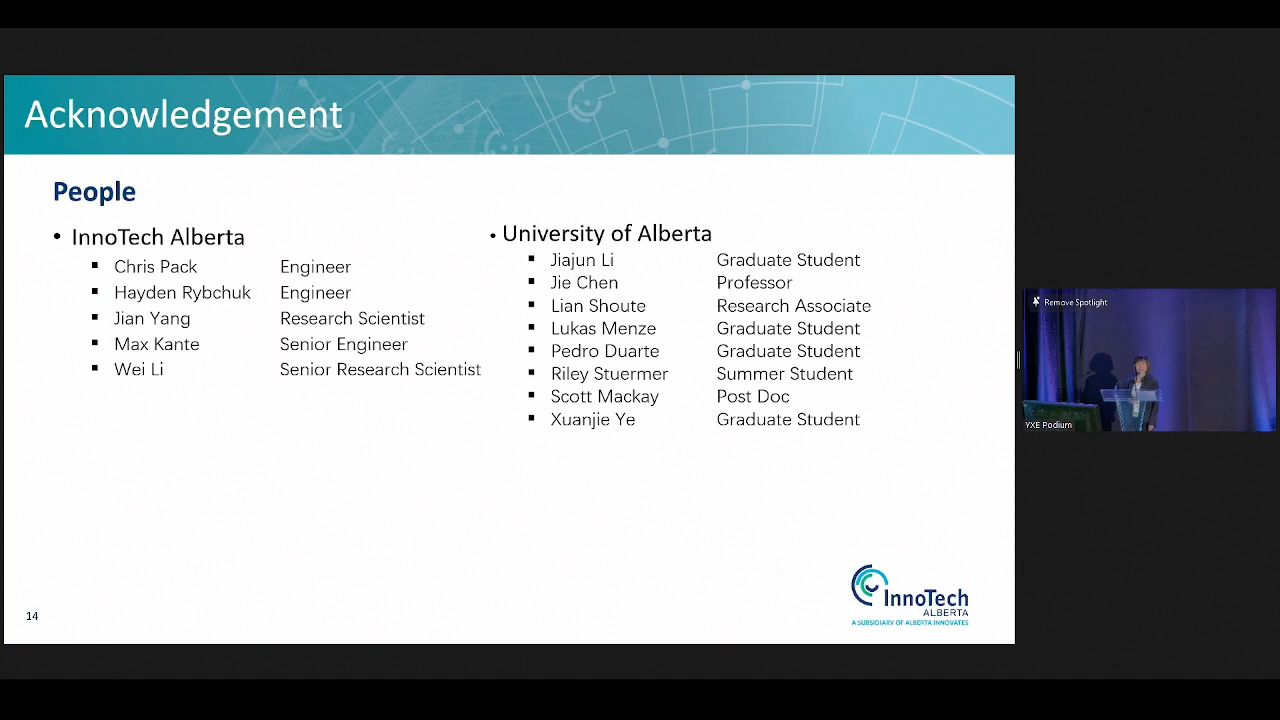 Acknowledgement
People
• InnoTech Alberta
▪ Chris Pack Engineer
▪ Hayden Rybchuk Engineer
▪ Jian Yang Research Scientist
▪ Max Kante Senior Engineer
▪ Wei Li Senior Research Scientist
• University of Alberta
▪ Jiajun Li Graduate Student
▪ Jie Chen Professor
▪ Lian Shoute Research Associate
▪ Lukas Menze Graduate Student
▪ Pedro Duarte Graduate Student
▪ Riley Stuermer Summer Student
▪ Scott Mackay Post Doc
▪ Xuanjie Ye Graduate Student
14
InnoTech
ALBERTA
A SUBSIDIARY OF ALBERTA INNOVATES
Remove Spotlight
YXE Podium